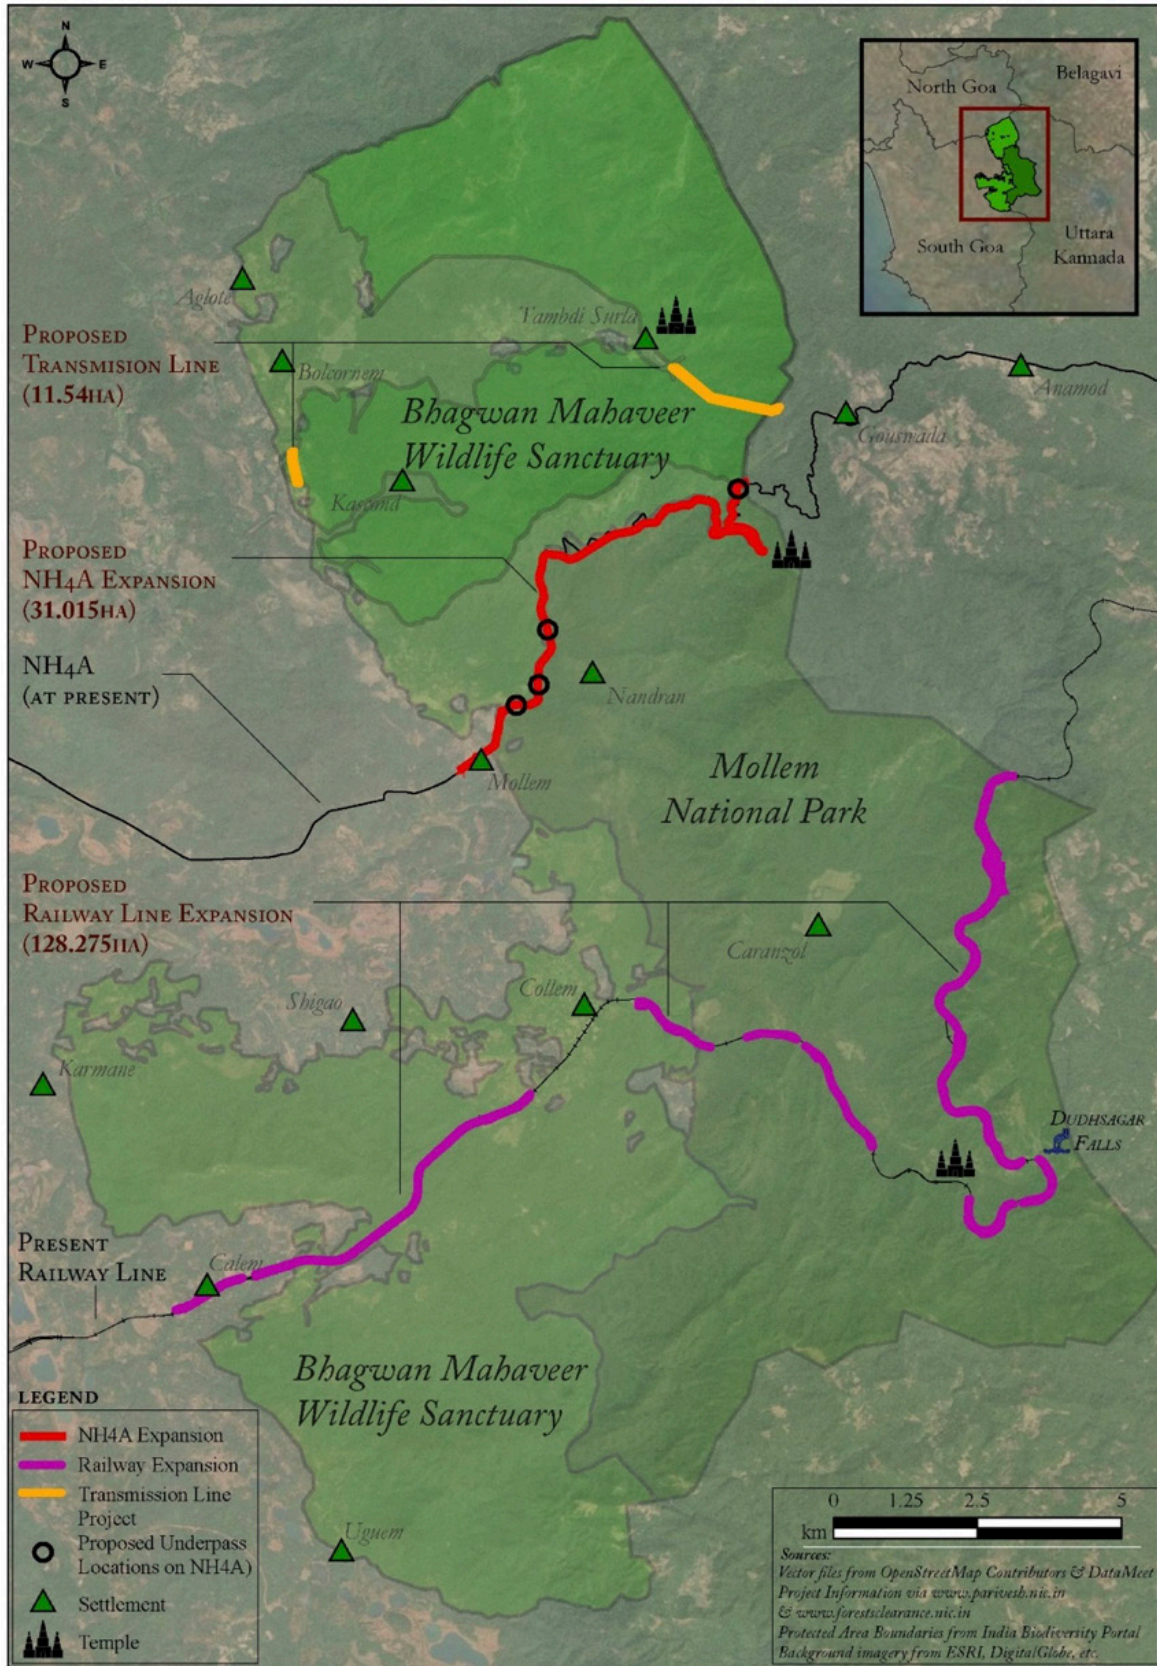 N
W E
S
North Goa
Belagavi
South Goa
Uttara
Kannada
Aglote
Tambdi Surla
PROPOSED
TRANSMISION LINE
(11.54HA)
Bolcornem
Anamod
Gouswada
Bhagwan Mahaveer
Wildlife Sanctuary
Kascond
PROPOSED
NH4A EXPANSION
(31.015HA)
NH4A
(AT PRESENT)
Nandran
Mollem
Mollem
National Park
PROPOSED
RAILWAY LINE EXPANSION
(128.275HA)
Caranzol
Collem
Shigao
Karmane
DUDHSAGAR
FALLS
PRESENT
RAILWAY LINE
Calem
Bhagwan Mahaveer
Wildlife Sanctuary
Uguem
LEGEND
NH4A Expansion
Railway Expansion
Transmission Line
Project
Proposed Underpass
Locations on NH4A)
Settlement
Temple
0 1.25 2.5 5
km
Sources:
Vector files from OpenStreetMap Contributors & DataMeet
Project Information via www.parivesh.nic.in
& www.forestsclearance.nic.in
Protected Area Boundaries from India Biodiversity Portal
Background imagery from ESRI, DigitalGlobe, etc.